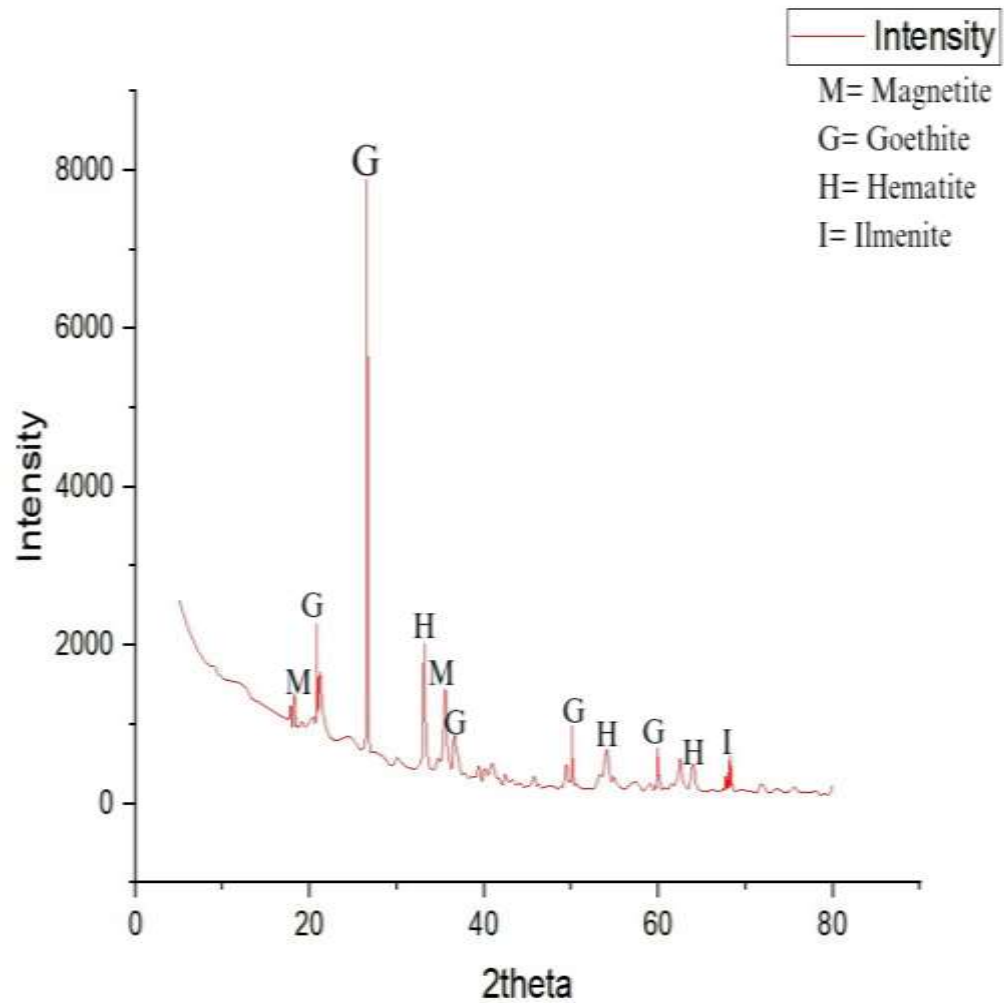 Intensity
M= Magnetite
G= Goethite
H= Hematite
I= Ilmenite
8000
6000
4000
2000
0
Intensity
G
G
M
H
M
G
G
H
G
H
I
0
20
40
60
80
2theta